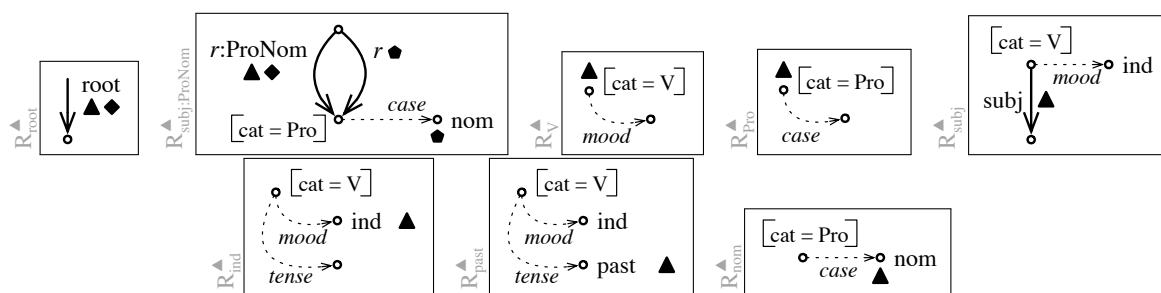 R▲root
root ▲◆
R▲subj:ProNom
r:ProNom ▲◆
r ⬟
[cat = Pro]
case
nom ⬟
R▲V
▲ [cat = V]
mood
R▲Pro
▲ [cat = Pro]
case
R▲subj
[cat = V]
mood
ind
subj ▲
R▲ind
[cat = V]
ind ▲
mood
tense
R▲past
[cat = V]
ind
mood
past ▲
tense
R▲nom
[cat = Pro]
nom ▲
case